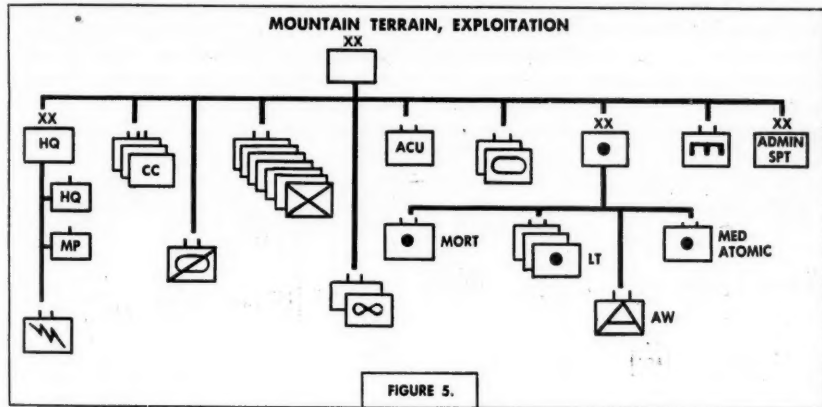 MOUNTAIN TERRAIN, EXPLOITATION
XX
XX
HQ
HQ
MP
CC
ACU
XX
XX
ADMIN
SPT
MORT
LT
MED
ATOMIC
AW
FIGURE 5.